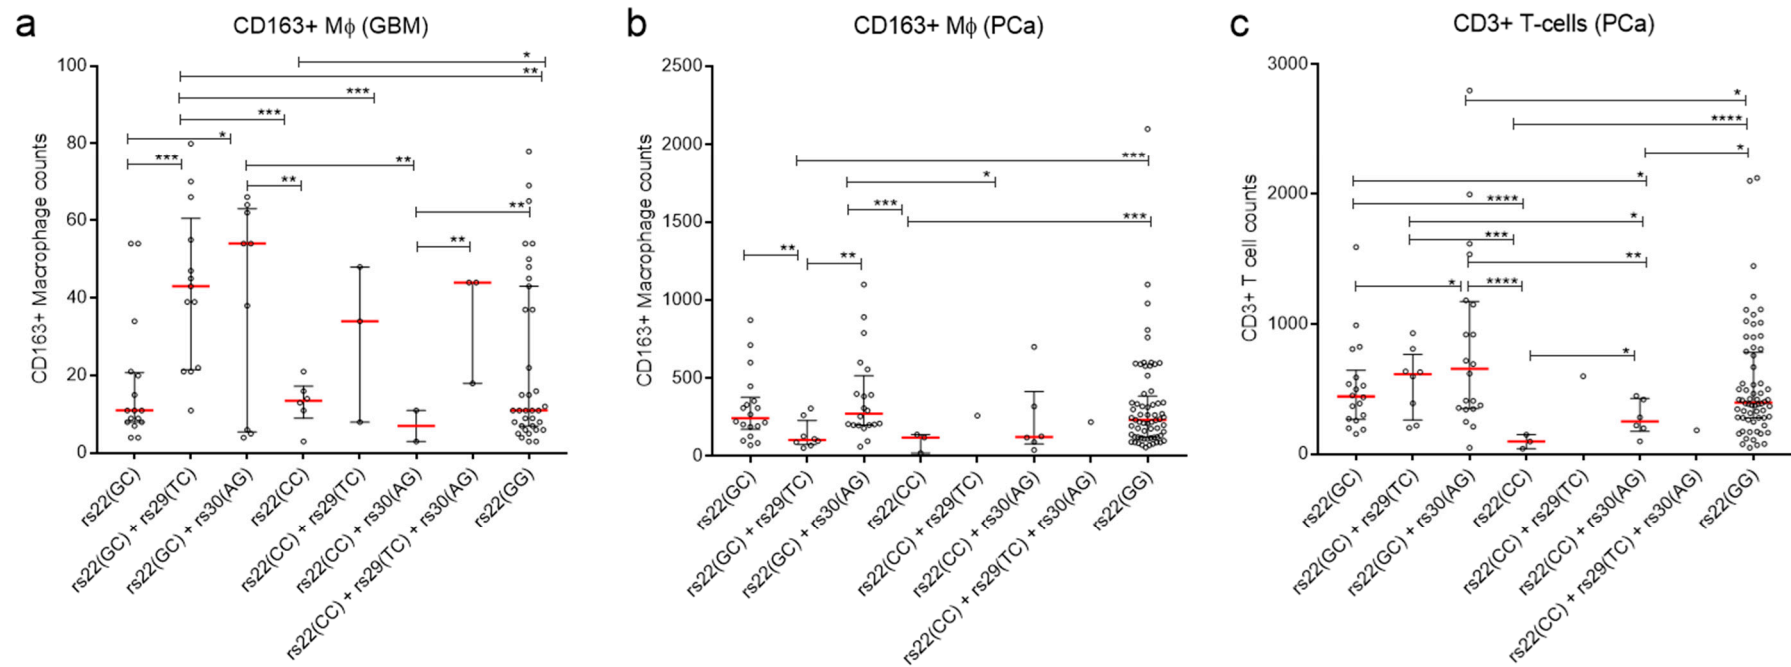 a
CD163+ Mϕ (GBM)
CD163+ Macrophage counts
100
80
60
40
20
0
*
**
***
***
*
***
**
**
**
**
rs22(GC)
rs22(GC) + rs29(TC)
rs22(GC) + rs30(AG)
rs22(CC)
rs22(CC) + rs29(TC)
rs22(CC) + rs30(AG)
rs22(CC) + rs29(TC) + rs30(AG)
rs22(GG)
b
CD163+ Mϕ (PCa)
CD163+ Macrophage counts
2500
2000
1500
1000
500
0
***
*
***
***
**
**
rs22(GC)
rs22(GC) + rs29(TC)
rs22(GC) + rs30(AG)
rs22(CC)
rs22(CC) + rs29(TC)
rs22(CC) + rs30(AG)
rs22(CC) + rs29(TC) + rs30(AG)
rs22(GG)
c
CD3+ T-cells (PCa)
CD3+ T cell counts
3000
2000
1000
0
*
****
*
*
****
*
***
**
*
****
*
rs22(GC)
rs22(GC) + rs29(TC)
rs22(GC) + rs30(AG)
rs22(CC)
rs22(CC) + rs29(TC)
rs22(CC) + rs30(AG)
rs22(CC) + rs29(TC) + rs30(AG)
rs22(GG)